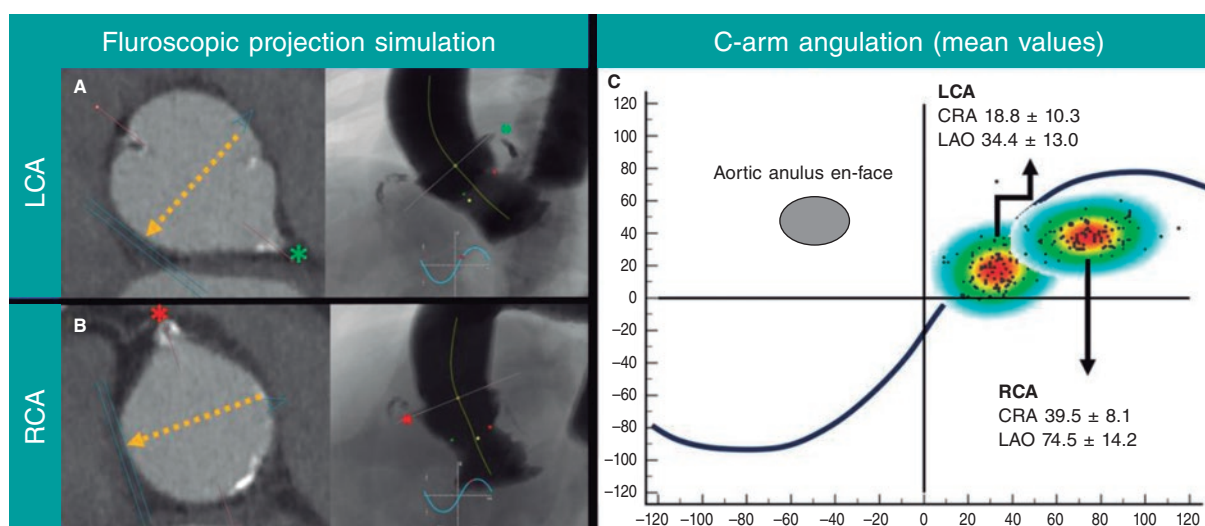 Fluroscopic projection simulation
C-arm angulation (mean values)
LCA
A
RCA
B
C
120
100
80
60
40
20
0
−20
−40
−60
−80
−100
−120
−120 −100 −80 −60 −40 −20 0 20 40 60 80 100 120
Aortic anulus en-face
LCA
CRA 18.8 ± 10.3
LAO 34.4 ± 13.0
RCA
CRA 39.5 ± 8.1
LAO 74.5 ± 14.2